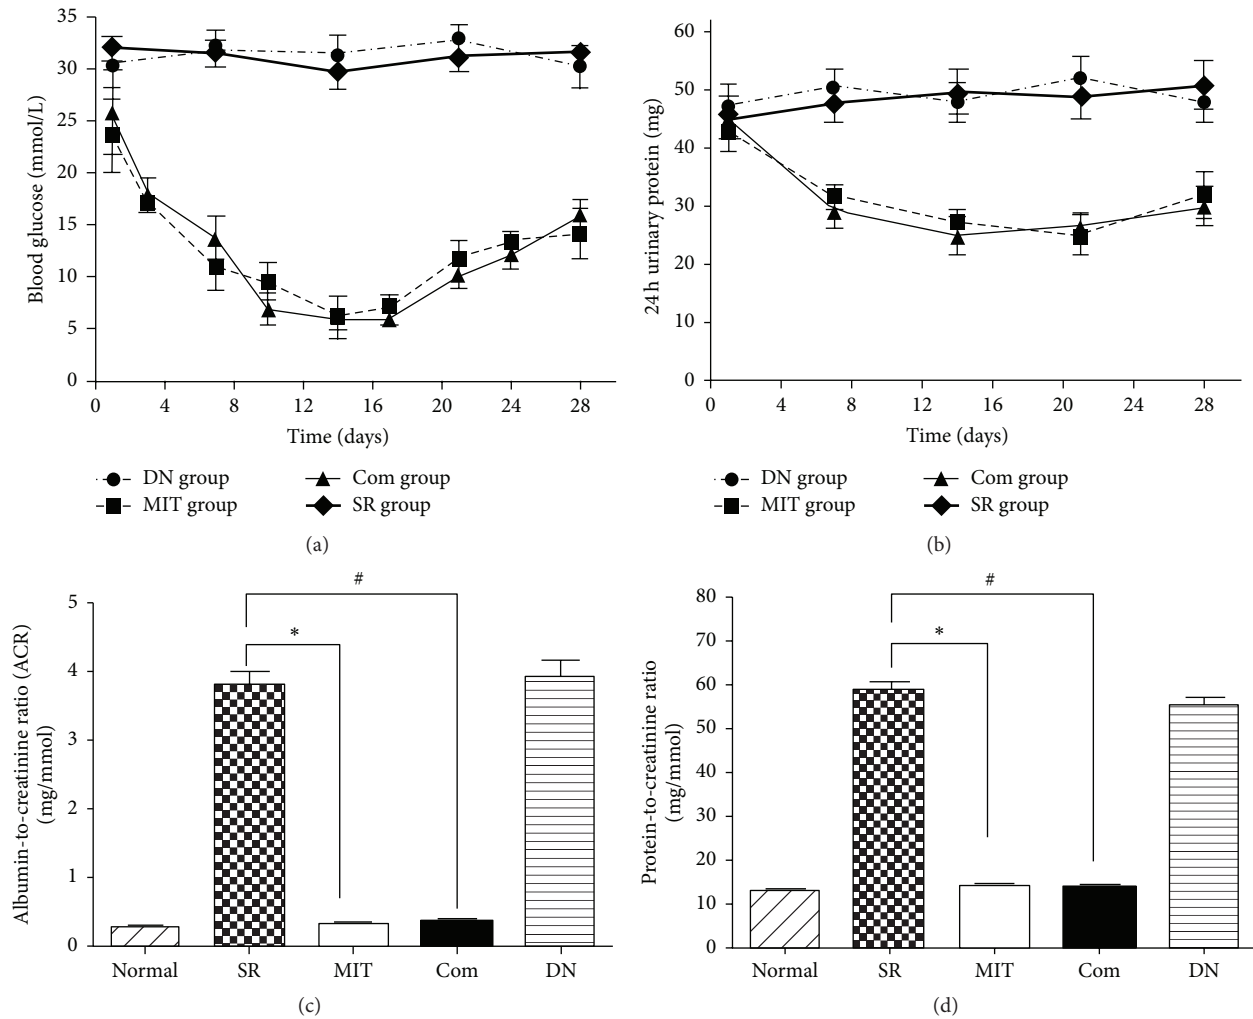 35
30
25
20
15
10
5
0
Blood glucose (mmol/L)
0 4 8 12 16 20 24 28
Time (days)
DN group Com group
MIT group SR group
(a)
60
50
40
30
20
10
0
24 h urinary protein (mg)
0 4 8 12 16 20 24 28
Time (days)
DN group Com group
MIT group SR group
(b)
5
4
3
2
1
0
Albumin-to-creatinine ratio (ACR)
(mg/mmol)
#
*
Normal SR MIT Com DN
(c)
80
70
60
50
40
30
20
10
0
Protein-to-creatinine ratio
(mg/mmol)
#
*
Normal SR MIT Com DN
(d)